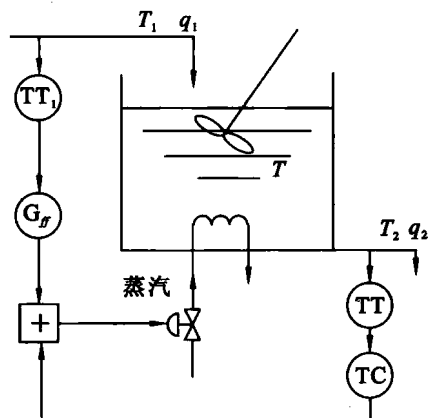 T₁ q₁
TT₁
T
G_ff
T₂ q₂
蒸汽
TT
+
TC